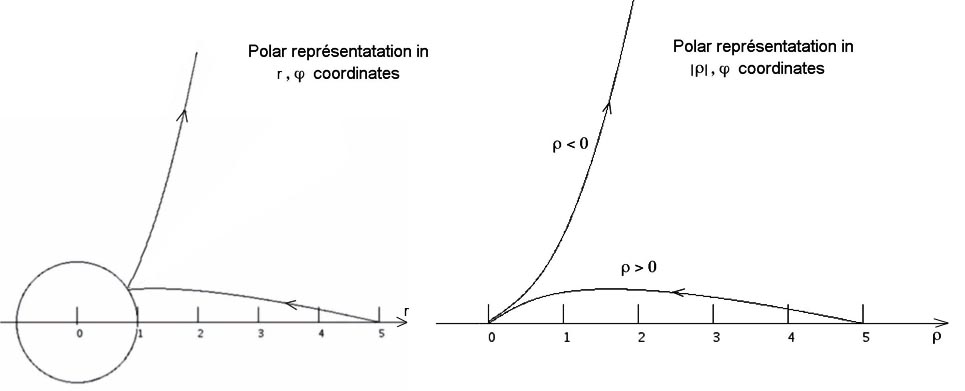 Polar représentatation in
r , φ coordinates
r
0 1 2 3 4 5
Polar représentatation in
|ρ| , φ coordinates
ρ < 0
ρ > 0
0 1 2 3 4 5
ρ